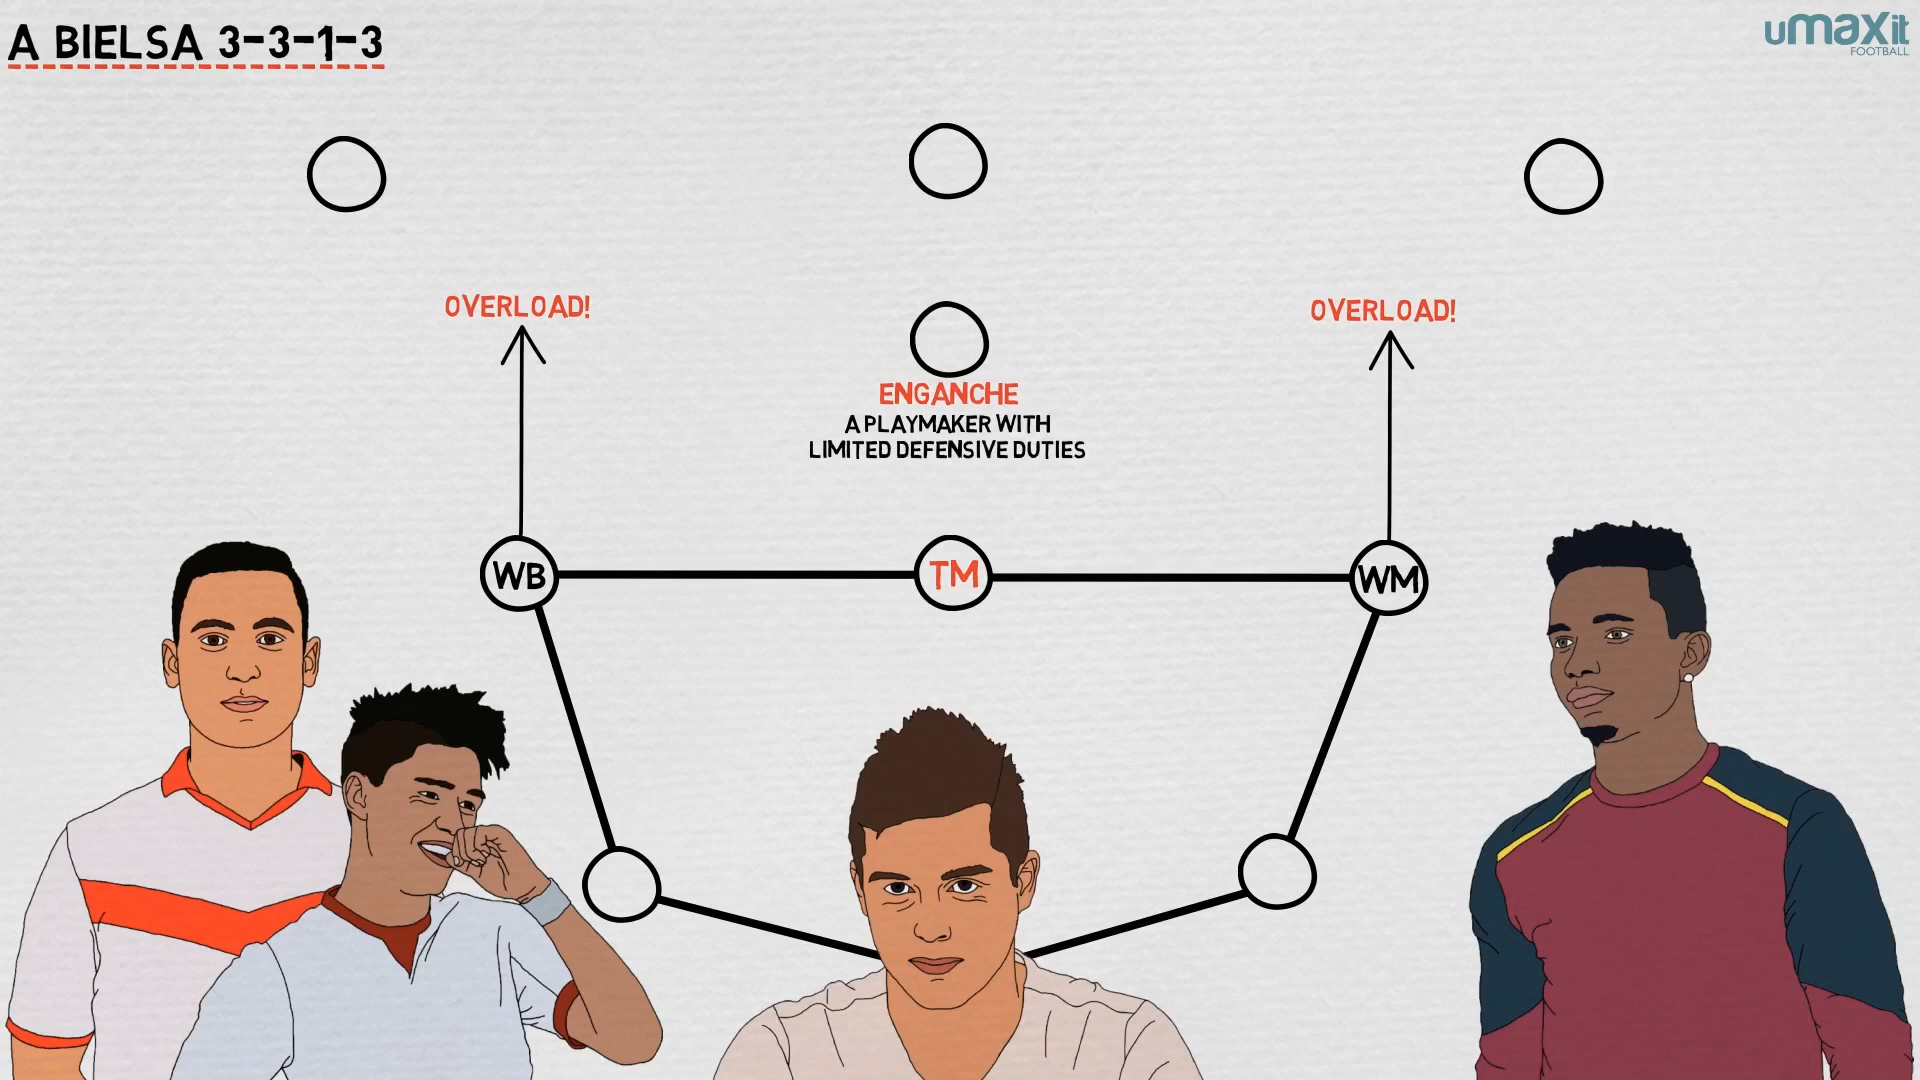 A BIELSA 3-3-1-3
umaxit
FOOTBALL
OVERLOAD!
OVERLOAD!
ENGANCHE
A PLAYMAKER WITH
LIMITED DEFENSIVE DUTIES
WB
TM
WM